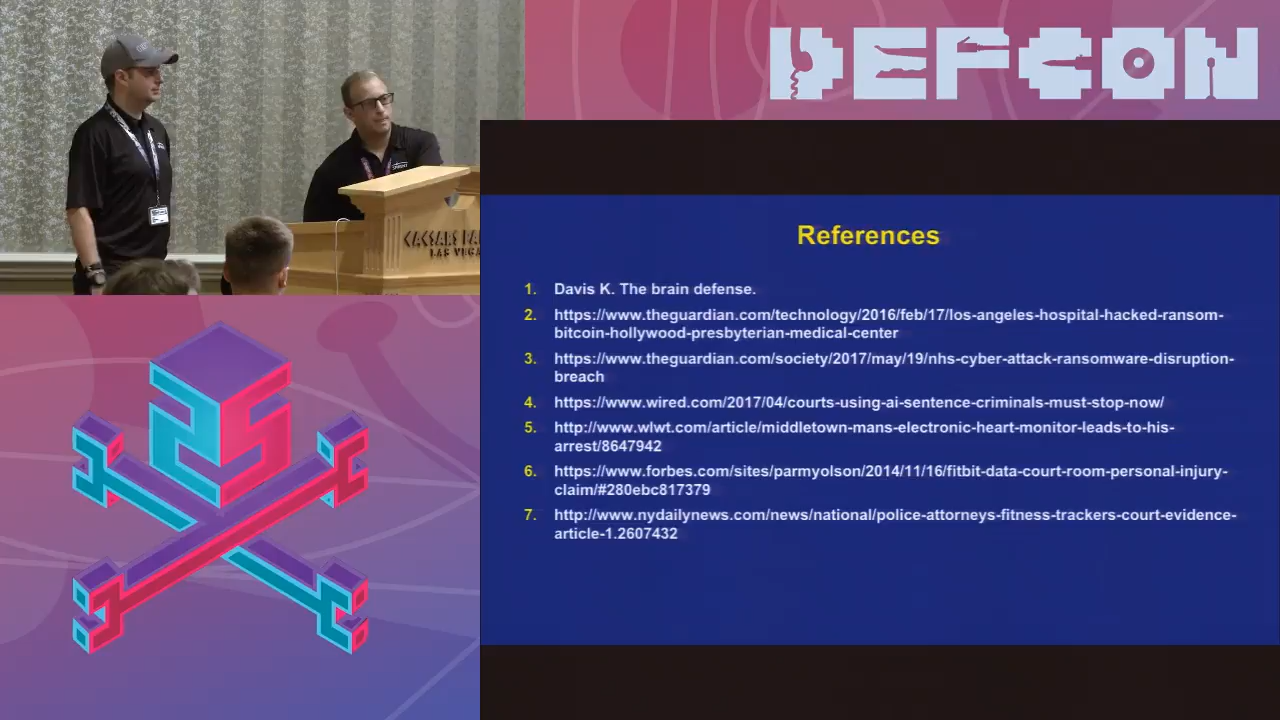 DEFCON
CAESARS PA
LAS VEGA
References
1. Davis K. The brain defense.
2. https://www.theguardian.com/technology/2016/feb/17/los-angeles-hospital-hacked-ransom-
bitcoin-hollywood-presbyterian-medical-center
3. https://www.theguardian.com/society/2017/may/19/nhs-cyber-attack-ransomware-disruption-
breach
4. https://www.wired.com/2017/04/courts-using-ai-sentence-criminals-must-stop-now/
5. http://www.wlwt.com/article/middletown-mans-electronic-heart-monitor-leads-to-his-
arrest/8647942
6. https://www.forbes.com/sites/parmyolson/2014/11/16/fitbit-data-court-room-personal-injury-
claim/#280ebc817379
7. http://www.nydailynews.com/news/national/police-attorneys-fitness-trackers-court-evidence-
article-1.2607432
25